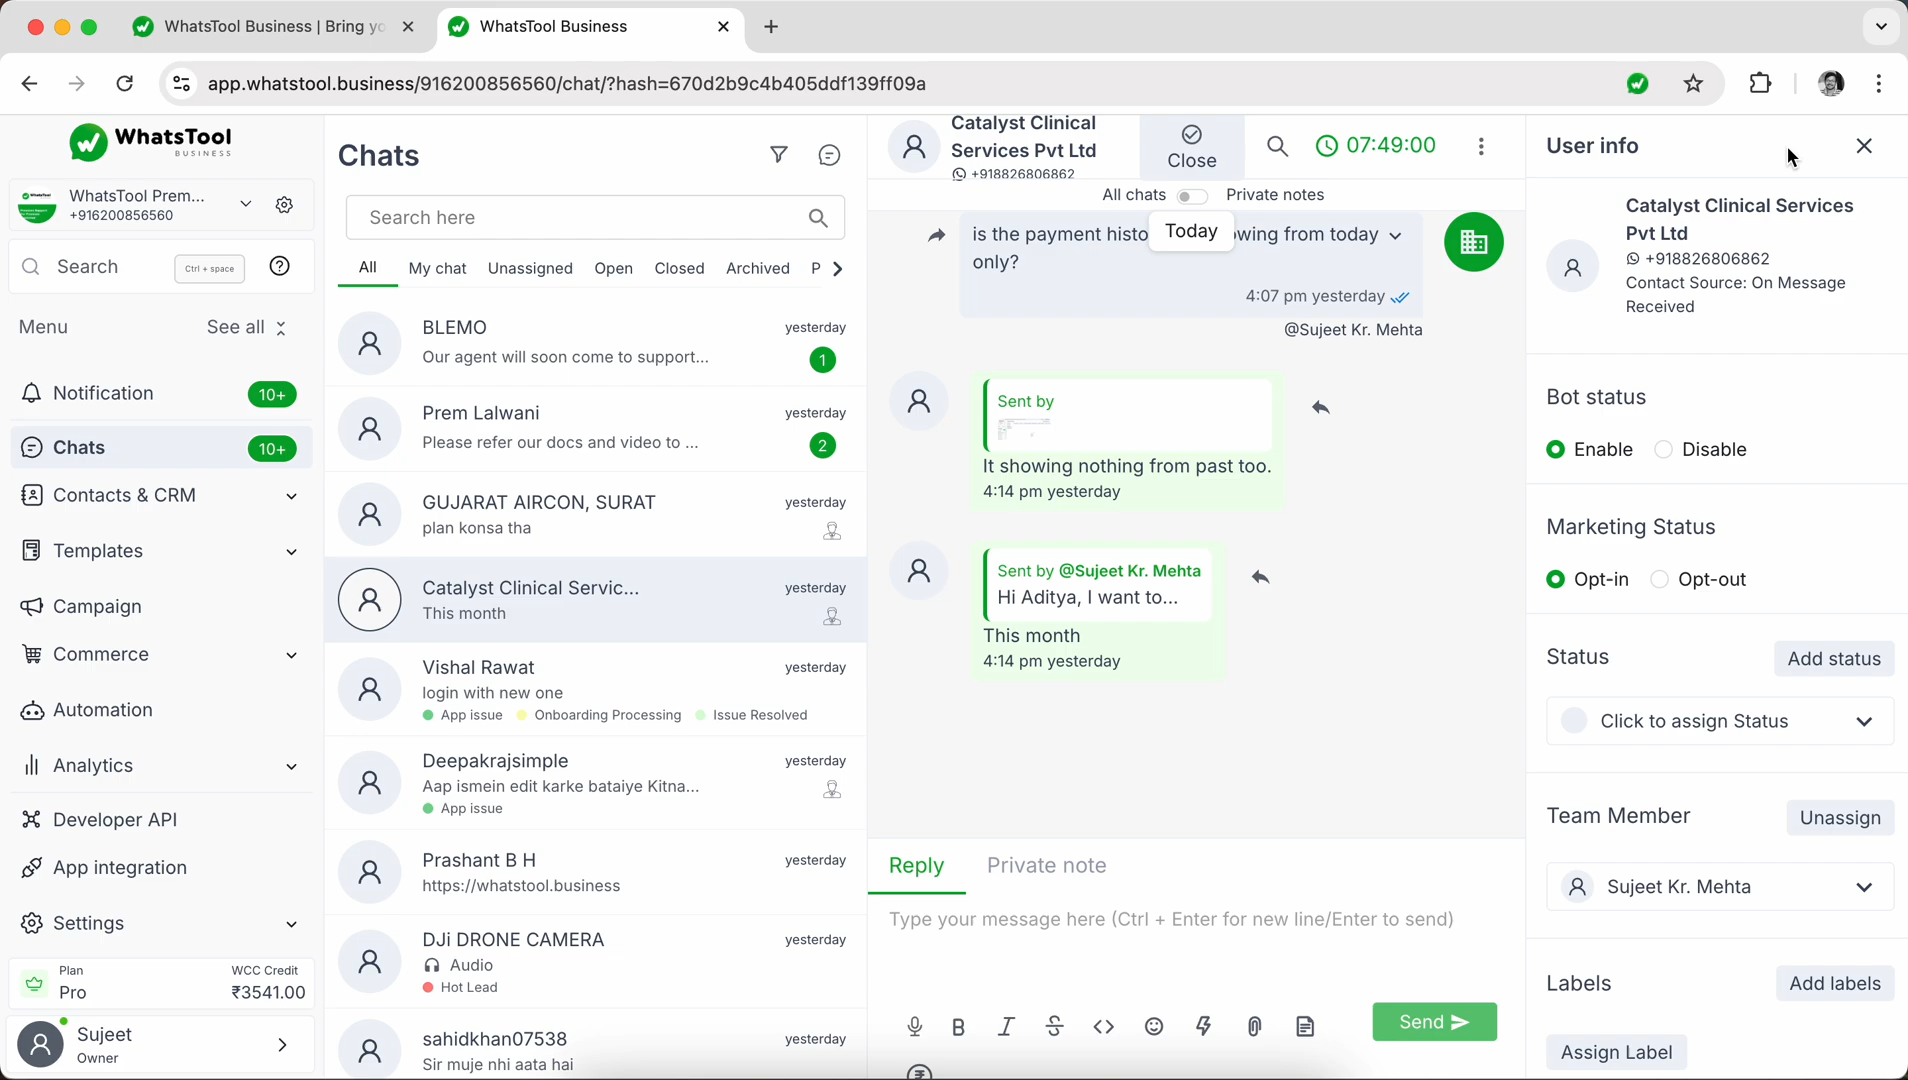 WhatsTool Business | Bring yo
WhatsTool Business
app.whatstool.business/916200856560/chat/?hash=670d2b9c4b405ddf139ff09a
WhatsTool
BUSINESS
WhatsTool Prem...
+916200856560
Search
Ctrl + space
Menu
See all
Notification
10+
Chats
10+
Contacts & CRM
Templates
Campaign
Commerce
Automation
Analytics
Developer API
App integration
Settings
Plan
Pro
WCC Credit
₹3541.00
Sujeet
Owner
Chats
Search here
All
My chat
Unassigned
Open
Closed
Archived
P
BLEMO
yesterday
Our agent will soon come to support...
1
Prem Lalwani
yesterday
Please refer our docs and video to ...
2
GUJARAT AIRCON, SURAT
yesterday
plan konsa tha
Catalyst Clinical Servic...
yesterday
This month
Vishal Rawat
yesterday
login with new one
App issue
Onboarding Processing
Issue Resolved
Deepakrajsimple
yesterday
Aap ismein edit karke bataiye Kitna...
App issue
Prashant B H
yesterday
https://whatstool.business
DJi DRONE CAMERA
yesterday
Audio
Hot Lead
sahidkhan07538
yesterday
Sir muje nhi aata hai
Catalyst Clinical
Services Pvt Ltd
+918826806862
Close
07:49:00
All chats
Private notes
Today
is the payment histo
owing from today
only?
4:07 pm yesterday
@Sujeet Kr. Mehta
Sent by
It showing nothing from past too.
4:14 pm yesterday
Sent by @Sujeet Kr. Mehta
Hi Aditya, I want to...
This month
4:14 pm yesterday
Reply
Private note
Type your message here (Ctrl + Enter for new line/Enter to send)
Send
User info
Catalyst Clinical Services
Pvt Ltd
+918826806862
Contact Source: On Message
Received
Bot status
Enable
Disable
Marketing Status
Opt-in
Opt-out
Status
Add status
Click to assign Status
Team Member
Unassign
Sujeet Kr. Mehta
Labels
Add labels
Assign Label